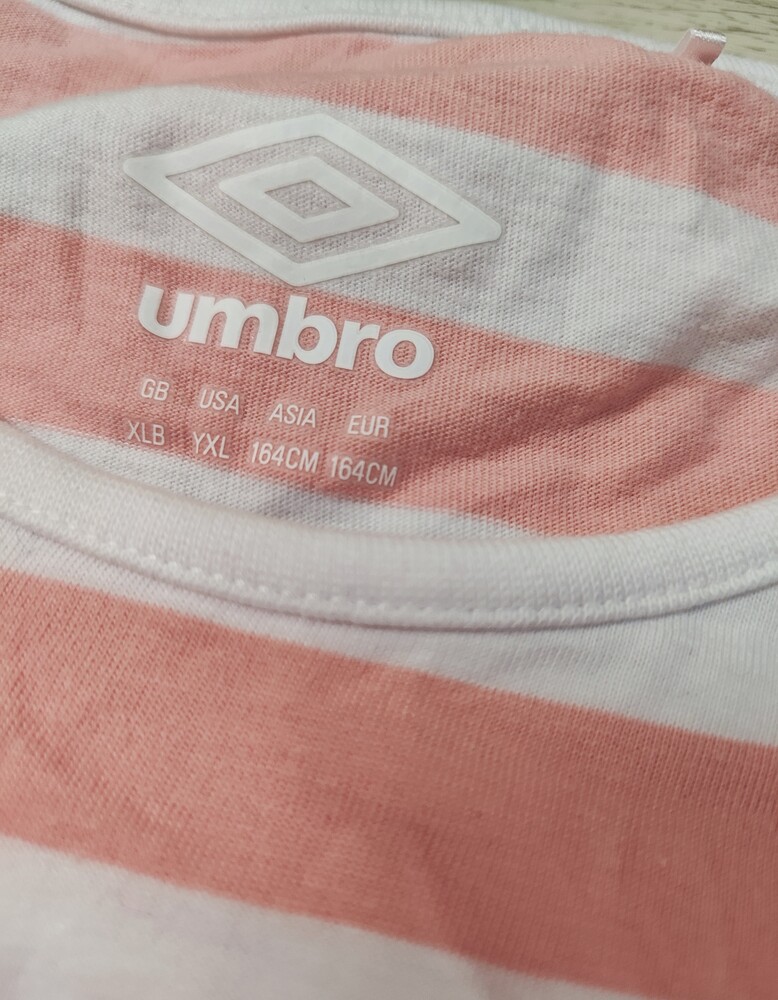 umbro
GB USA ASIA EUR
XLB YXL 164CM 164CM